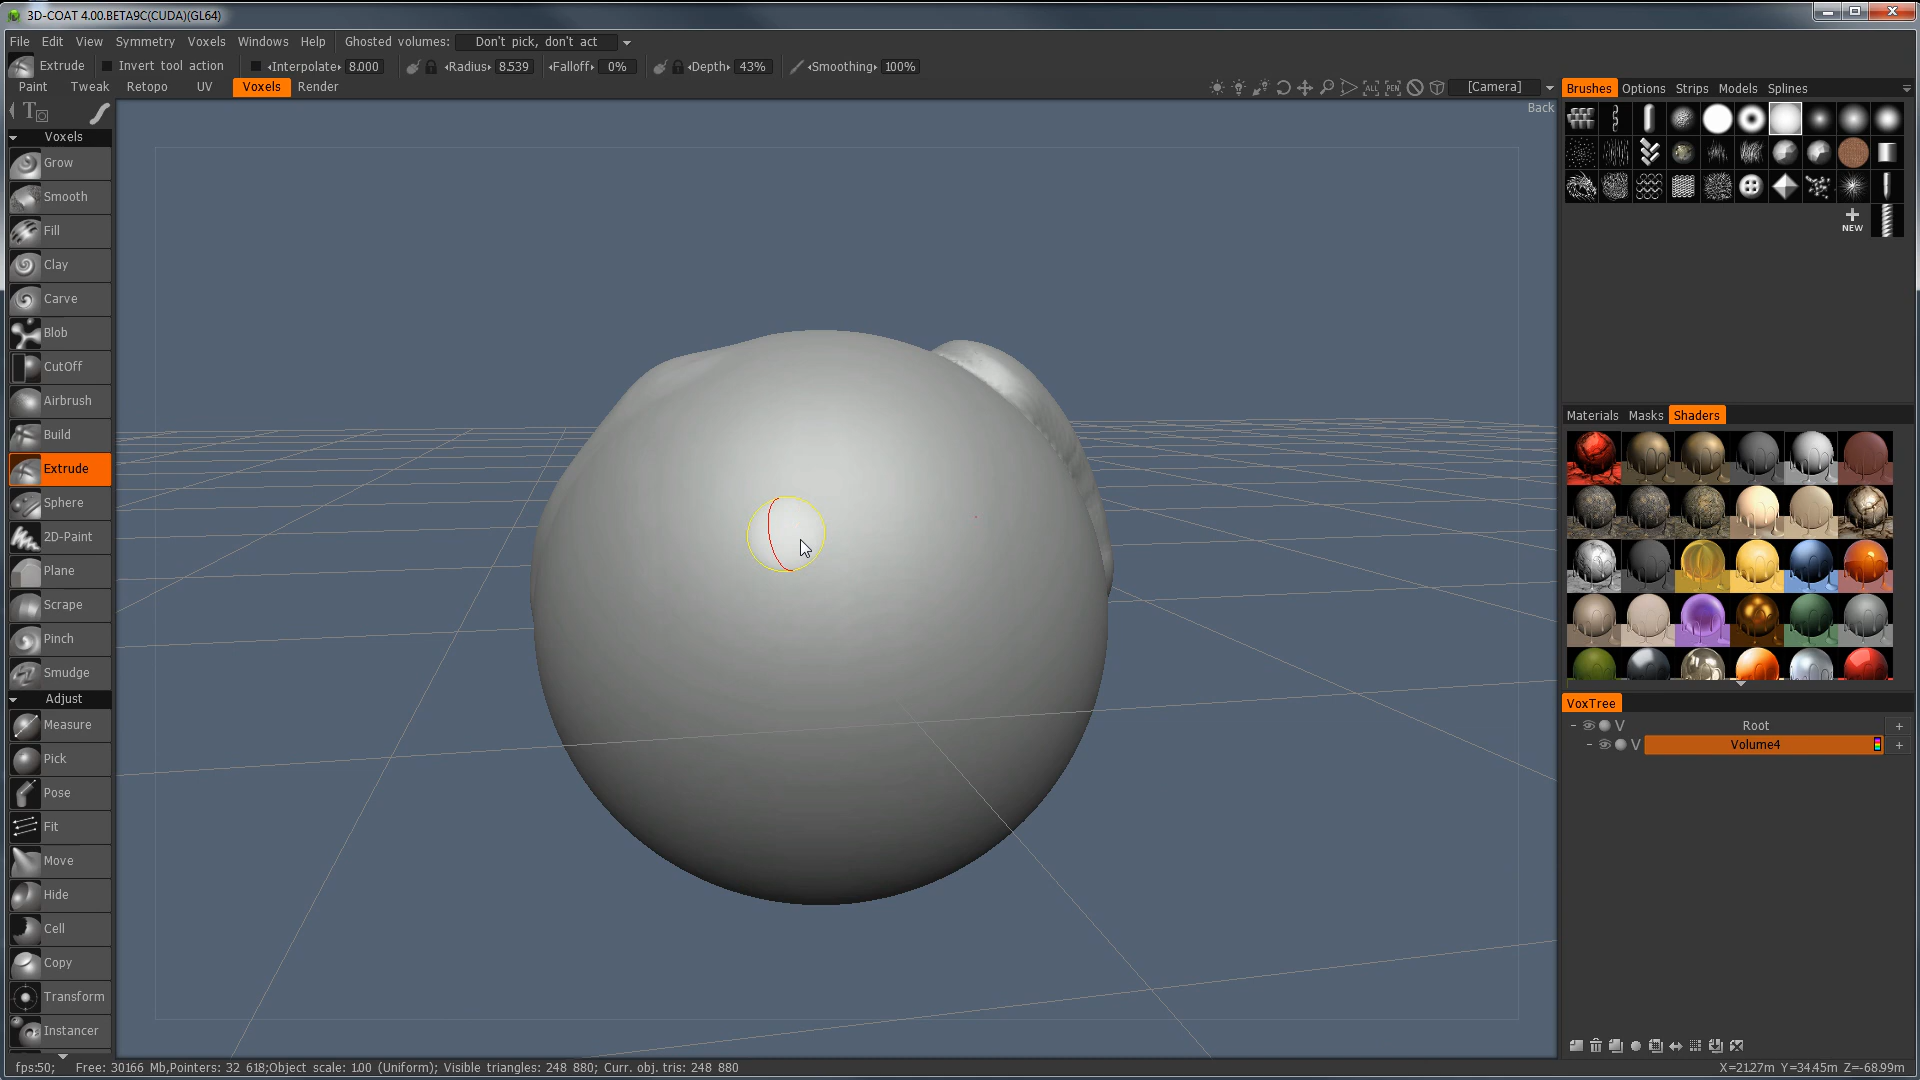 3D-COAT 4.00.BETA9C(CUDA)(GL64)
File Edit View Symmetry Voxels Windows Help Ghosted volumes: Don't pick, don't act
Extrude Invert tool action Interpolate 8.000 Radius 8.539 Falloff 0% Depth 43% Smoothing 100%
Paint Tweak Retopo UV Voxels Render [Camera]
Back
Voxels
Grow
Smooth
Fill
Clay
Carve
Blob
CutOff
Airbrush
Build
Extrude
Sphere
2D-Paint
Plane
Scrape
Pinch
Smudge
Adjust
Measure
Pick
Pose
Fit
Move
Hide
Cell
Copy
Transform
Instancer
Brushes Options Strips Models Splines
NEW
Materials Masks Shaders
VoxTree
V Root +
V Volume4 +
fps:50; Free: 30166 Mb,Pointers: 32 618;Object scale: 1.00 (Uniform); Visible triangles: 248 880; Curr. obj. tris: 248 880
X=21.27m Y=34.45m Z=-68.99m